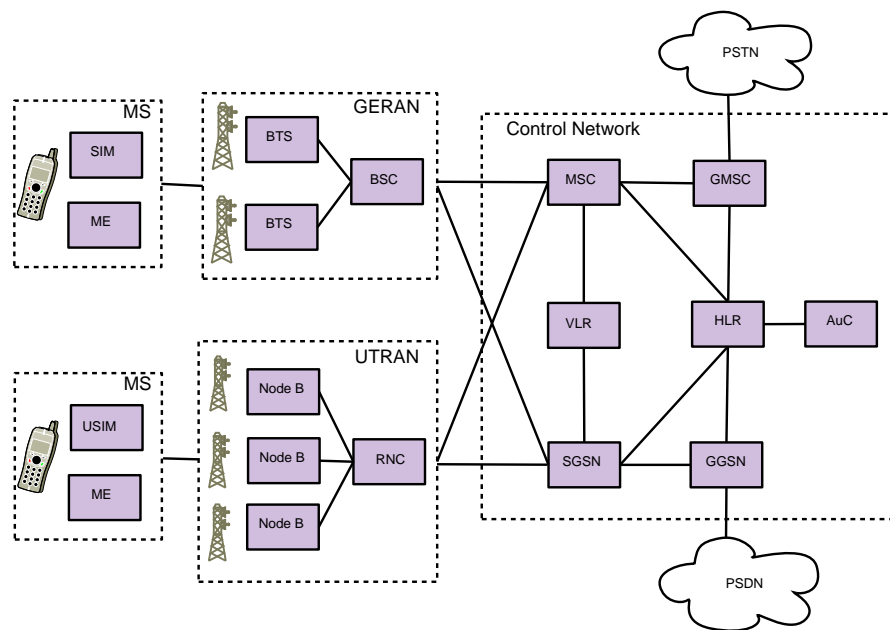 PSTN
MS
GERAN
Control Network
SIM
BTS
BSC
MSC
GMSC
ME
BTS
VLR
HLR
AuC
MS
UTRAN
USIM
Node B
Node B
RNC
SGSN
GGSN
ME
Node B
PSDN